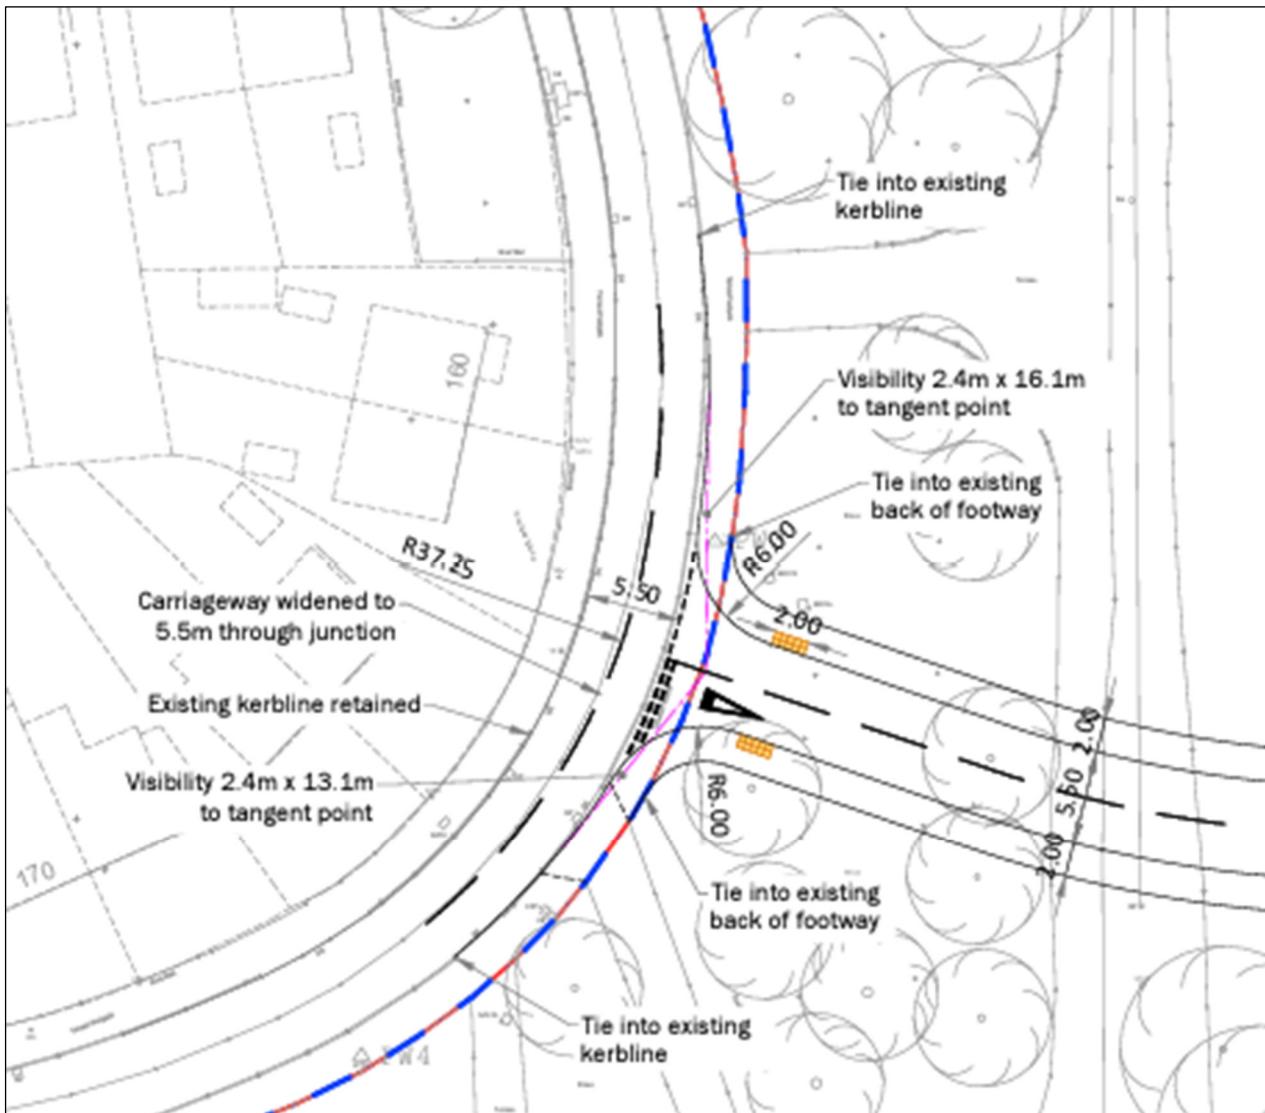 Tie into existing
kerbline
160
Visibility 2.4m x 16.1m
to tangent point
Tie into existing
back of footway
R37.25
R6.00
5.50
Carriageway widened to
5.5m through junction
2.00
Existing kerbline retained
2.00
5.50
2.00
Visibility 2.4m x 13.1m
to tangent point
R6.00
170
Tie into existing
back of footway
Tie into existing
kerbline